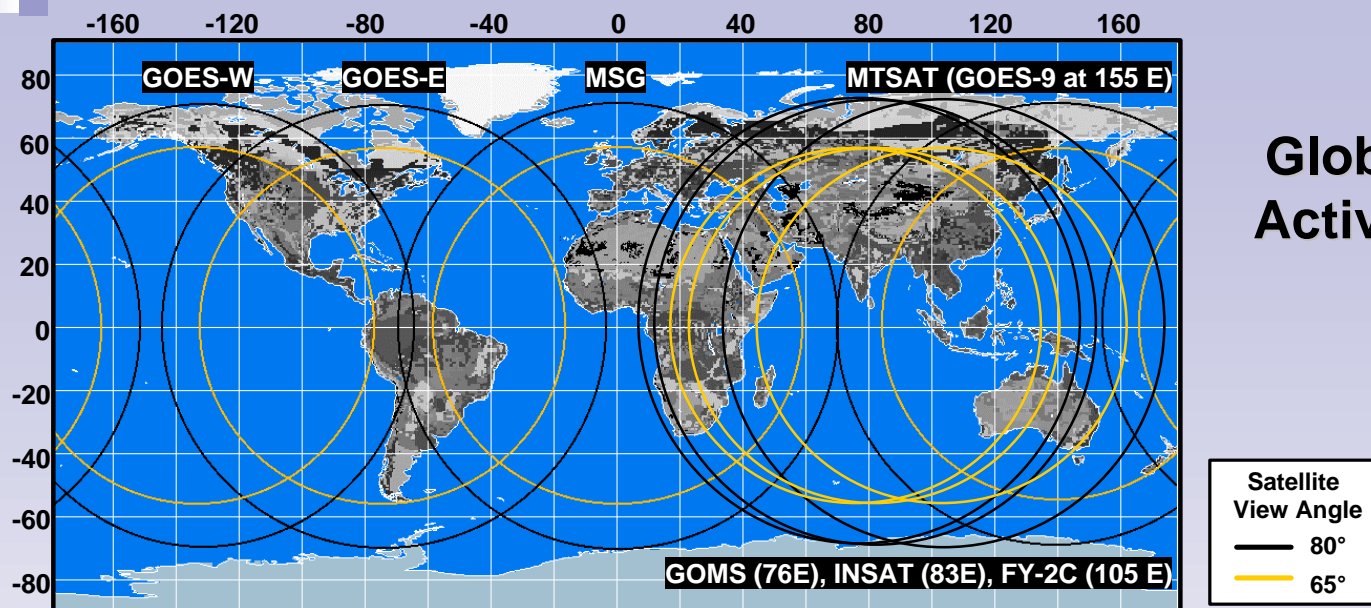 -160 -120 -80 -40 0 40 80 120 160
80 GOES-W GOES-E MSG MTSAT (GOES-9 at 155 E)
60
40
20
0
-20
-40
-60
-80
GOMS (76E), INSAT (83E), FY-2C (105 E)
Glob
Activ
Satellite
View Angle
80°
65°